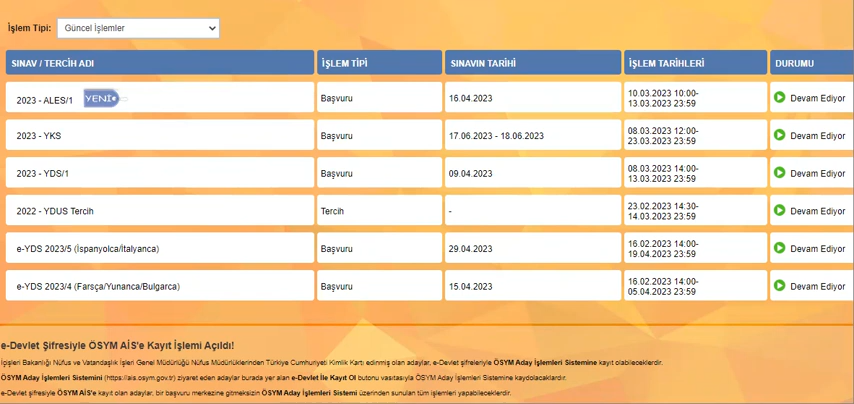 İşlem Tipi: Güncel İşlemler
SINAV / TERCİH ADI İŞLEM TİPİ SINAVIN TARİHİ İŞLEM TARİHLERİ DURUMU
2023 - ALES/1 YENİ Başvuru 16.04.2023 10.03.2023 10:00-
13.03.2023 23:59 Devam Ediyor
2023 - YKS Başvuru 17.06.2023 - 18.06.2023 08.03.2023 12:00-
23.03.2023 23:59 Devam Ediyor
2023 - YDS/1 Başvuru 09.04.2023 08.03.2023 14:00-
13.03.2023 23:59 Devam Ediyor
2022 - YDUS Tercih Tercih - 23.02.2023 14:30-
14.03.2023 23:59 Devam Ediyor
e-YDS 2023/5 (İspanyolca/İtalyanca) Başvuru 29.04.2023 16.02.2023 14:00-
19.04.2023 23:59 Devam Ediyor
e-YDS 2023/4 (Farsça/Yunanca/Bulgarca) Başvuru 15.04.2023 16.02.2023 14:00-
05.04.2023 23:59 Devam Ediyor
e-Devlet Şifresiyle ÖSYM AİS'e Kayıt İşlemi Açıldı!
İçişleri Bakanlığı Nüfus ve Vatandaşlık İşleri Genel Müdürlüğü Nüfus Müdürlüklerinden Türkiye Cumhuriyeti Kimlik Kartı edinmiş olan adaylar, e-Devlet şifreleriyle ÖSYM Aday İşlemleri Sistemine kayıt olabileceklerdir.
ÖSYM Aday İşlemleri Sistemini (https://ais.osym.gov.tr) ziyaret eden adaylar burada yer alan e-Devlet İle Kayıt Ol butonu vasıtasıyla ÖSYM Aday İşlemleri Sistemine kaydolacaklardır.
e-Devlet şifresiyle ÖSYM AİS'e kayıt olan adaylar, bir başvuru merkezine gitmeksizin ÖSYM Aday İşlemleri Sistemi üzerinden sunulan tüm işlemleri yapabileceklerdir.